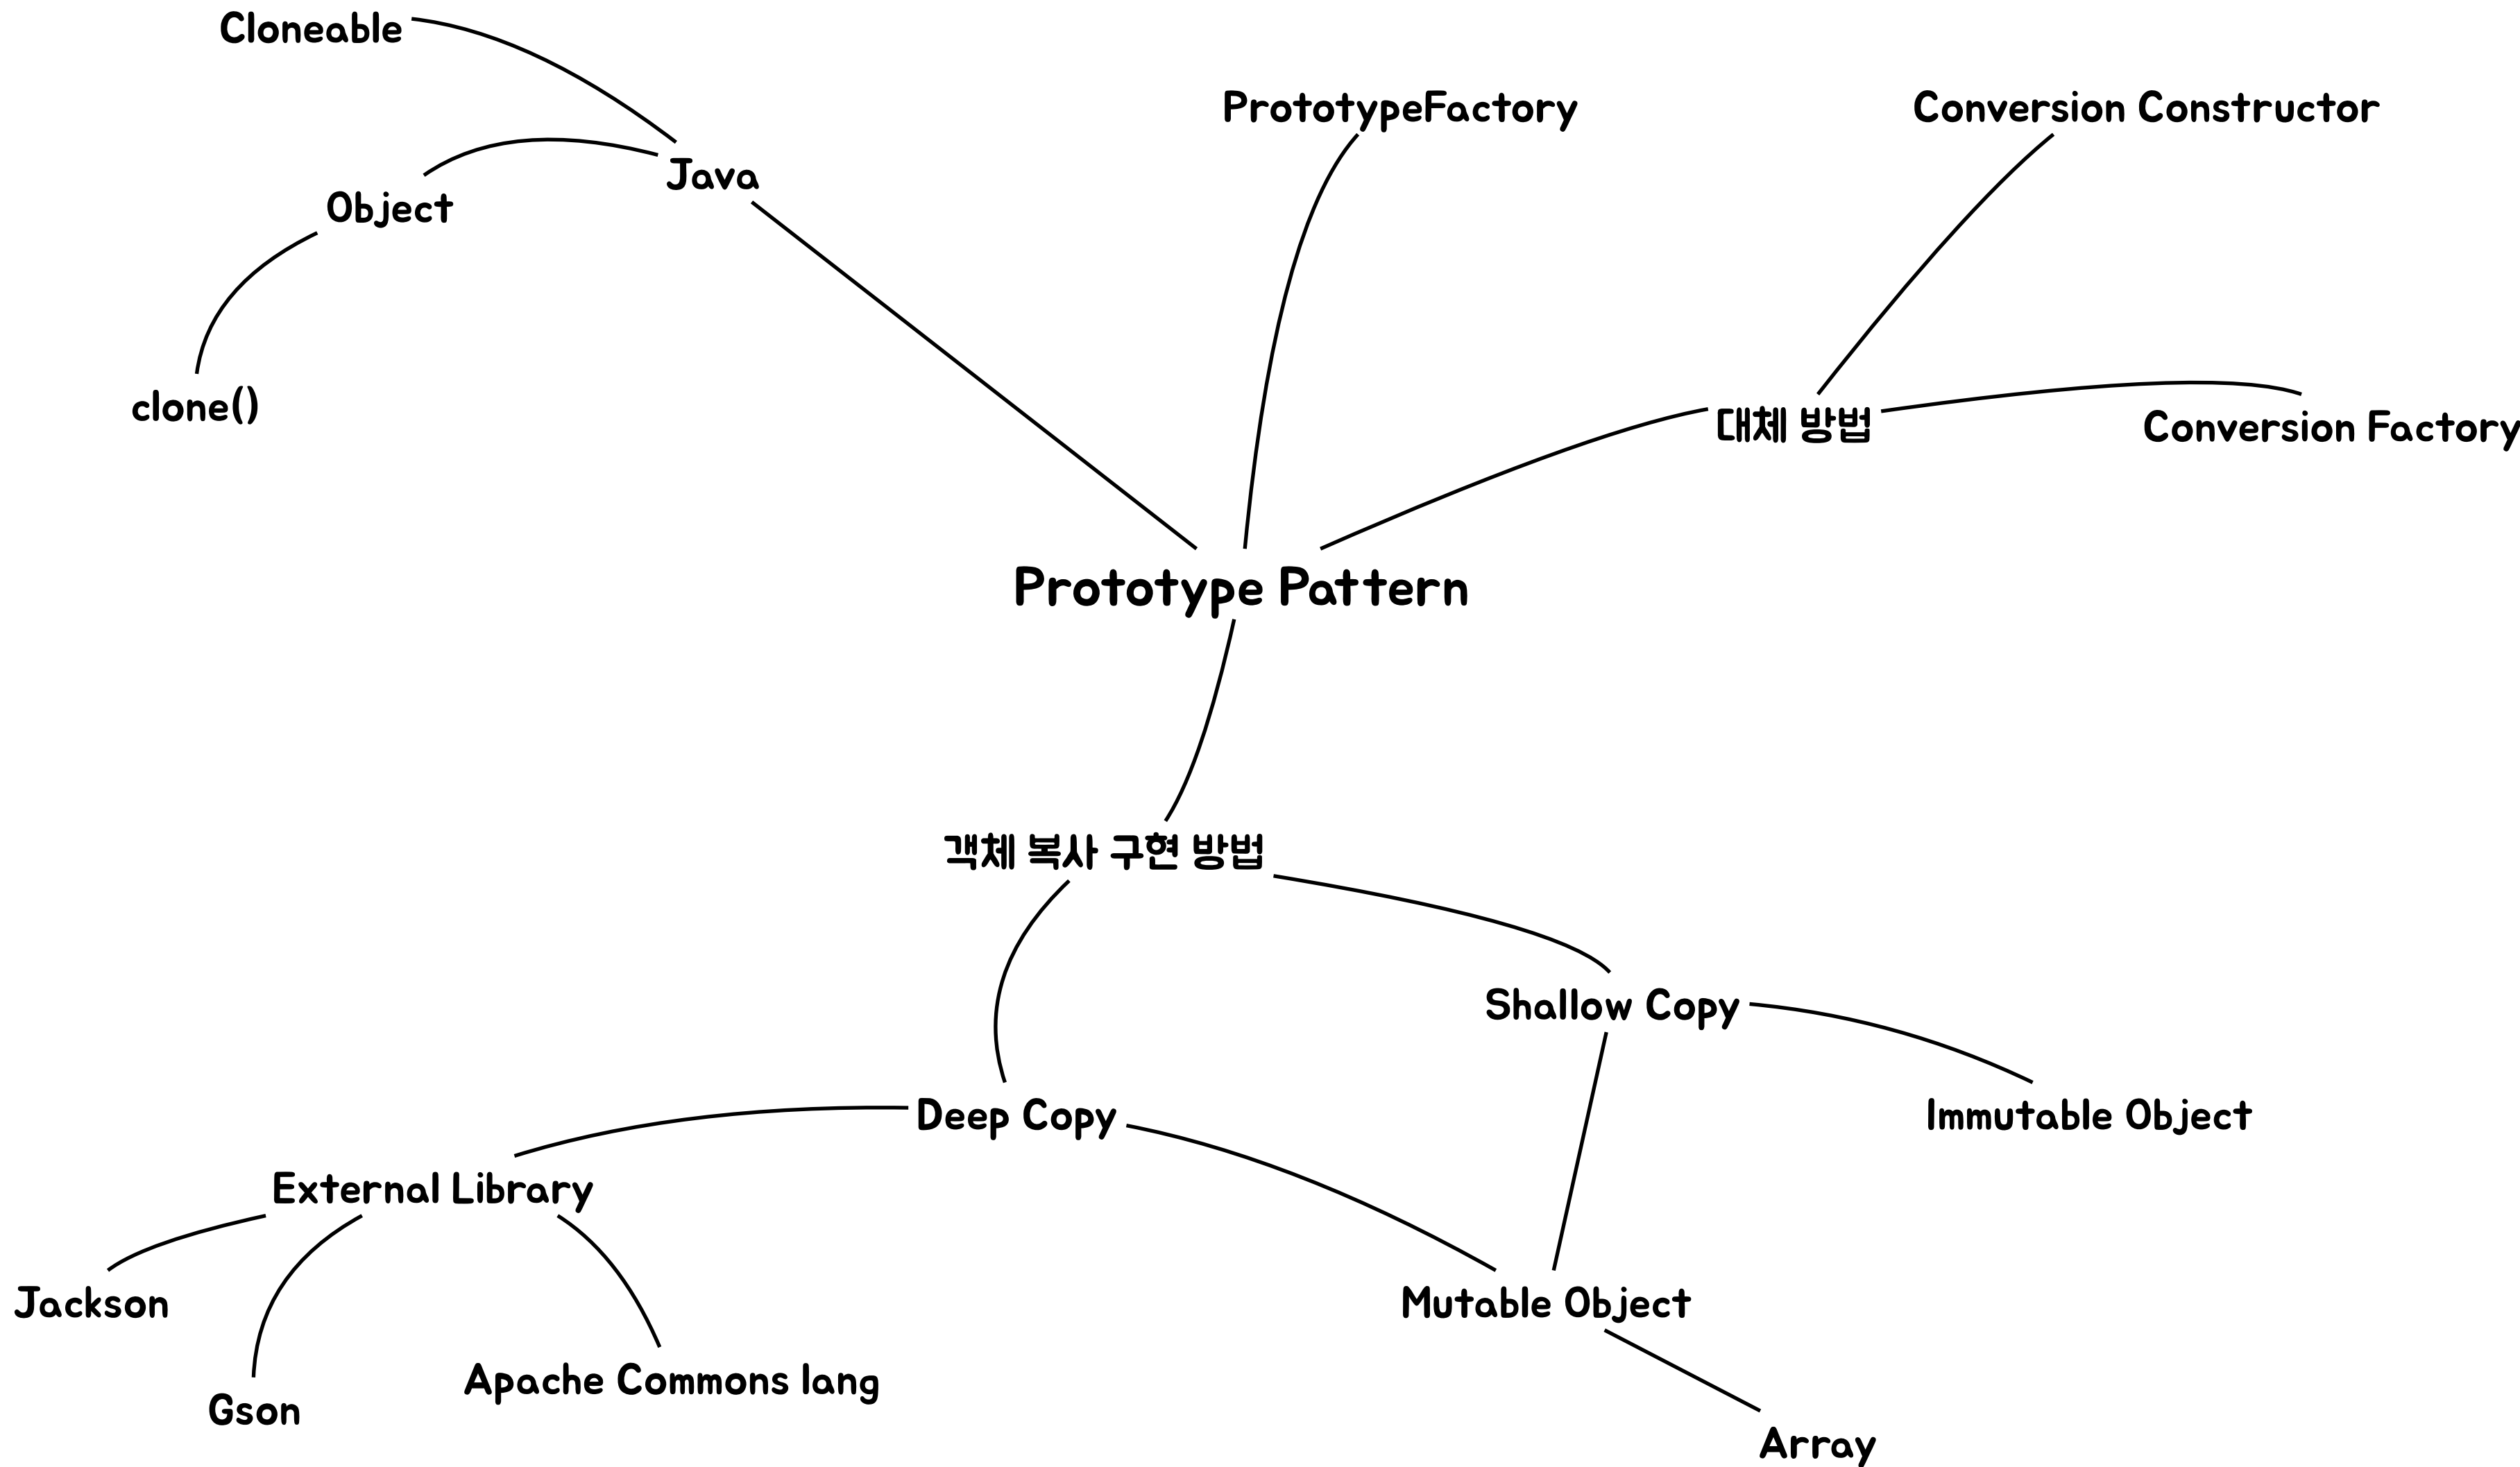 Cloneable
PrototypeFactory
Conversion Constructor
Java
Object
clone()
대체 방법
Conversion Factory
Prototype Pattern
객체 복사 구현 방법
Shallow Copy
Deep Copy
Immutable Object
External Library
Jackson
Mutable Object
Apache Commons lang
Gson
Array